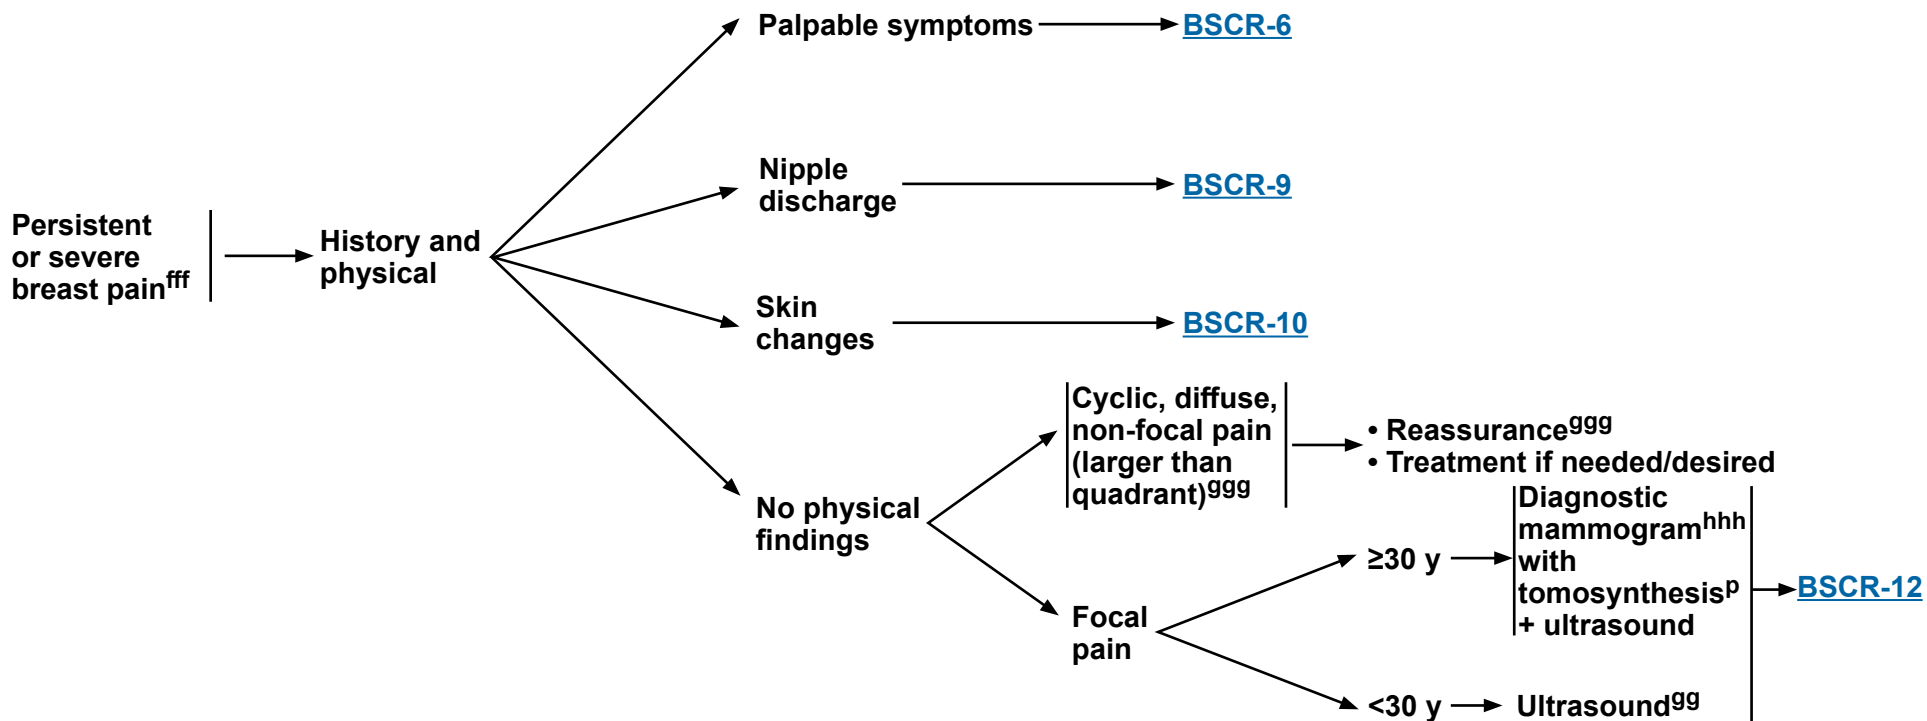 Palpable symptoms
BSCR-6
Nipple
discharge
BSCR-9
Persistent
or severe
breast painfff
History and
physical
Skin
changes
BSCR-10
No physical
findings
Cyclic, diffuse,
non-focal pain
(larger than
quadrant)ggg
• Reassuranceggg
• Treatment if needed/desired
Focal
pain
≥30 y
Diagnostic
mammogramhhh
with
tomosynthesisp
+ ultrasound
<30 y
Ultrasoundgg
BSCR-12